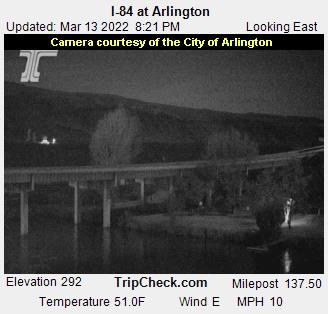 I-84 at Arlington
Updated: Mar 13 2022 8:21 PM Looking East
Camera courtesy of the City of Arlington
Elevation 292 TripCheck.com Milepost 137.50
Temperature 51.0F Wind E MPH 10